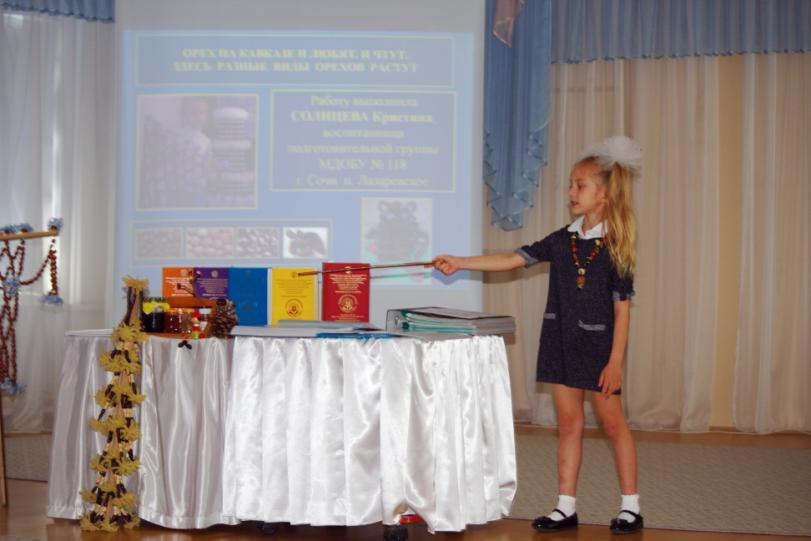 ОРЕХ НА КАВКАЗЕ И ЛЮБЯТ, И ЧТУТ.
ЗДЕСЬ РАЗНЫЕ ВИДЫ ОРЕХОВ РАСТУТ
Работу выполнила
СОЛНЦЕВА Кристина,
воспитанница
подготовительной группы
МДОБУ № 118
г. Сочи п. Лазаревское